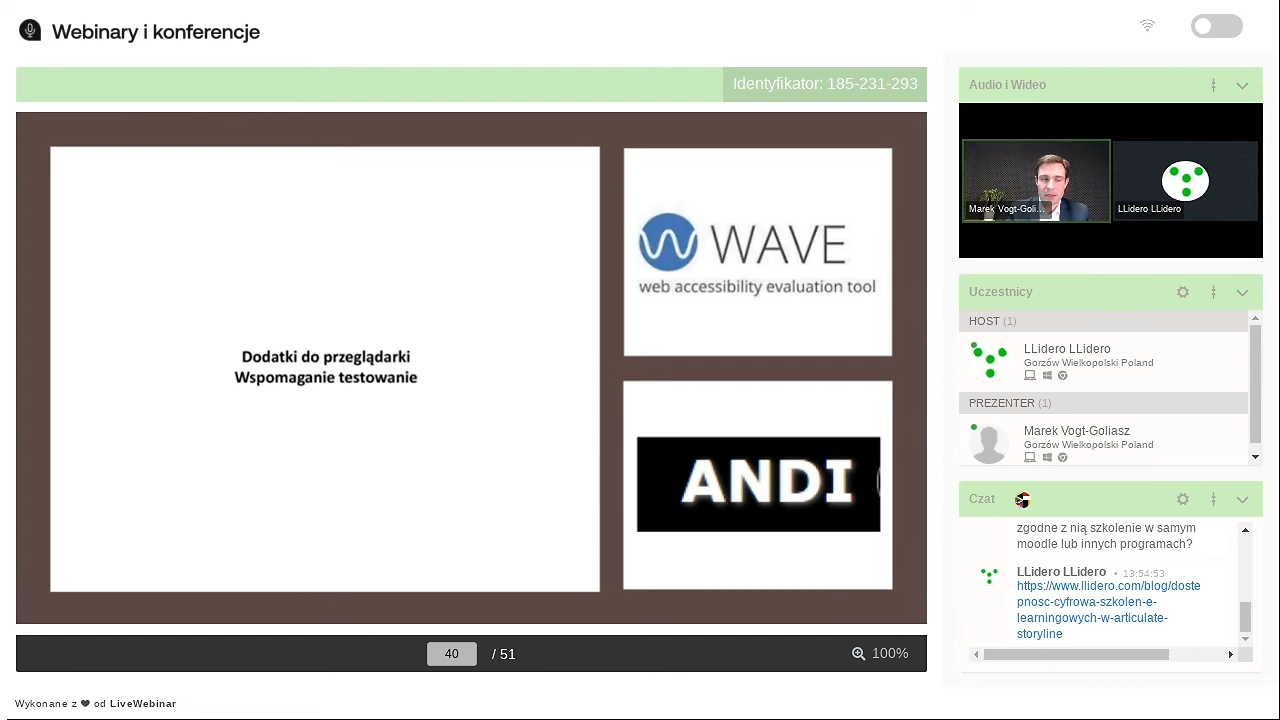 Webinary i konferencje
Identyfikator: 185-231-293
Dodatki do przeglądarki
Wspomaganie testowanie
WAVE
web accessibility evaluation tool
ANDI
40 / 51
100%
Wykonane z od LiveWebinar
Audio i Wideo
Marek Vogt-Goli...
LLidero LLidero
Uczestnicy
HOST (1)
LLidero LLidero
Gorzów Wielkopolski Poland
PREZENTER (1)
Marek Vogt-Goliasz
Gorzów Wielkopolski Poland
Czat
zgodne z nią szkolenie w samym
moodle lub innych programach?
LLidero LLidero • 13:54:53
https://www.llidero.com/blog/doste
pnosc-cyfrowa-szkolen-e-
learningowych-w-articulate-
storyline